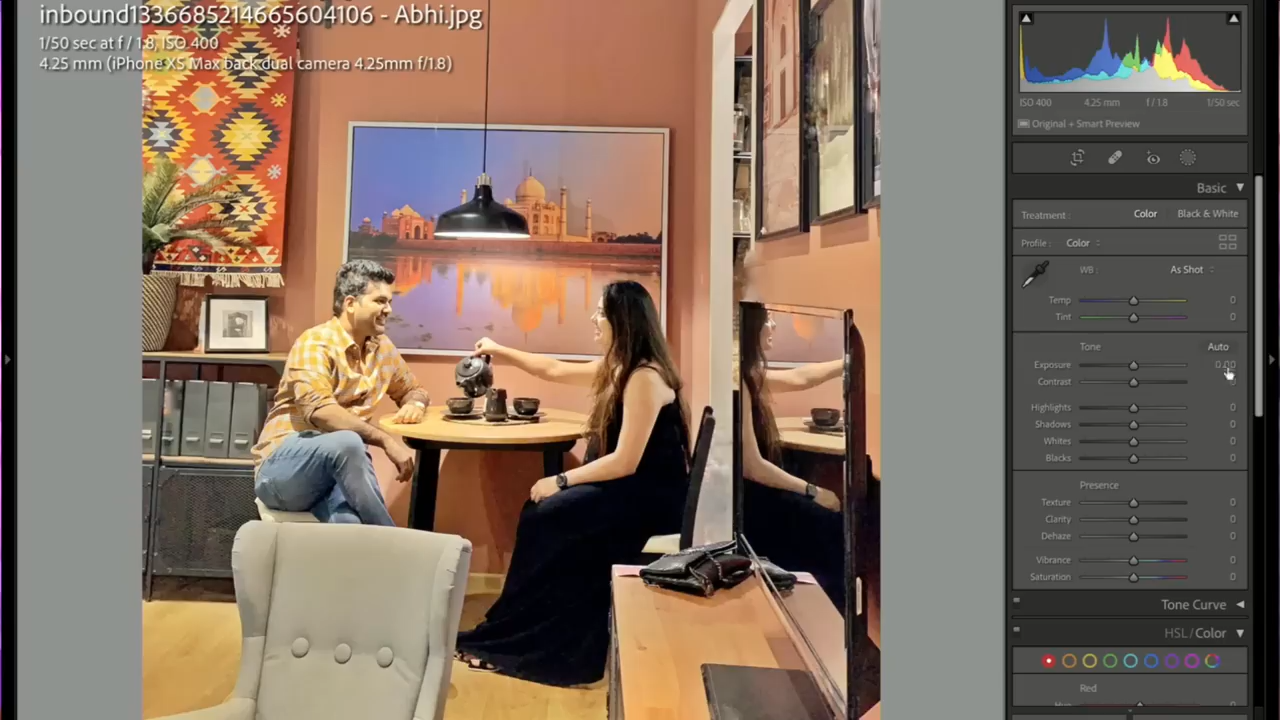 inbound1336685214665604106 - Abhi.jpg
1/50 sec at f / 1.8, ISO 400
4.25 mm (iPhone XS Max back dual camera 4.25mm f/1.8)
ISO 400 4.25 mm f / 1.8 1/50 sec
Original + Smart Preview
Basic
Treatment : Color Black & White
Profile : Color
WB : As Shot
Temp 0
Tint 0
Tone Auto
Exposure 0.00
Contrast
Highlights 0
Shadows 0
Whites 0
Blacks 0
Presence
Texture 0
Clarity 0
Dehaze 0
Vibrance 0
Saturation 0
Tone Curve
HSL / Color
Red